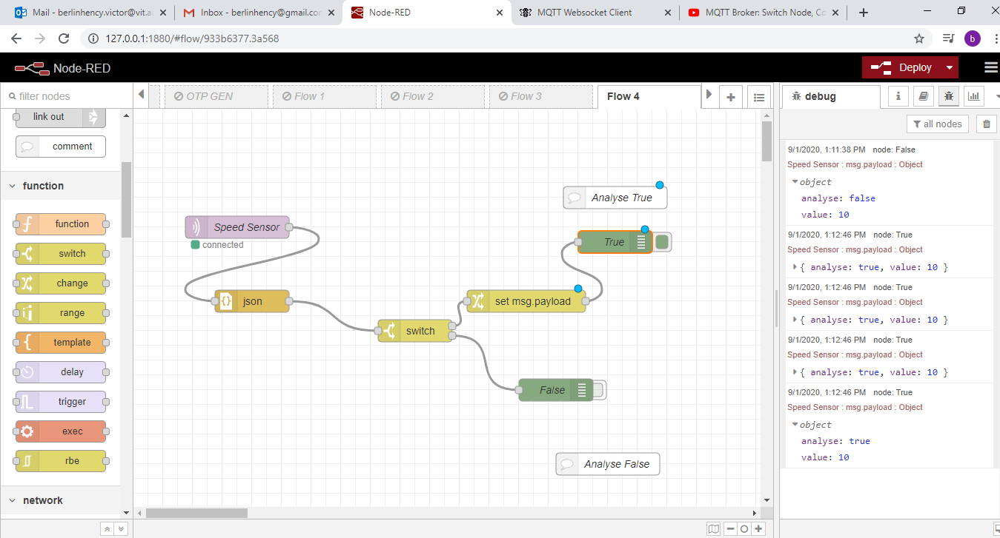 Mail - berlinhency.victor@vit.a
Inbox - berlinhency@gmail.co
Node-RED
MQTT Websocket Client
MQTT Broker: Switch Node, Co
127.0.0.1:1880/#flow/933b6377.3a568
b
Node-RED
Deploy
filter nodes
OTP GEN
Flow 1
Flow 2
Flow 3
Flow 4
debug
all nodes
link out
comment
function
function
switch
change
range
template
delay
trigger
exec
rbe
network
Analyse True
Speed Sensor
connected
True
json
set msg.payload
switch
False
Analyse False
9/1/2020, 1:11:38 PM node: False
Speed Sensor : msg.payload : Object
object
analyse: false
value: 10
9/1/2020, 1:12:46 PM node: True
Speed Sensor : msg.payload : Object
{ analyse: true, value: 10 }
9/1/2020, 1:12:46 PM node: True
Speed Sensor : msg.payload : Object
{ analyse: true, value: 10 }
9/1/2020, 1:12:46 PM node: True
Speed Sensor : msg.payload : Object
{ analyse: true, value: 10 }
9/1/2020, 1:12:46 PM node: True
Speed Sensor : msg.payload : Object
object
analyse: true
value: 10